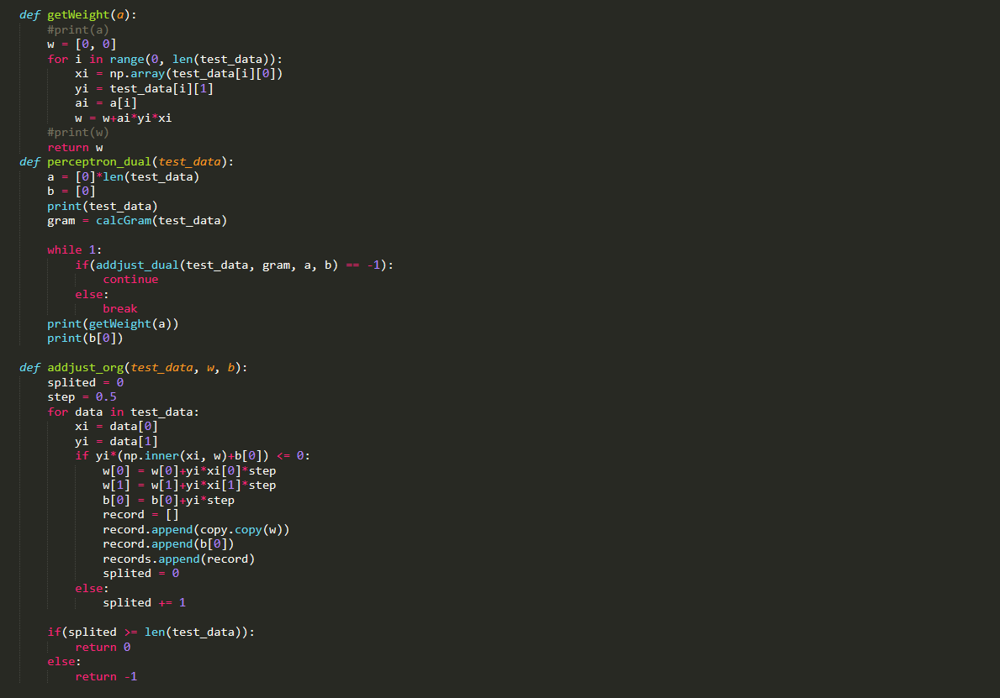 def getWeight(a):
    #print(a)
    w = [0, 0]
    for i in range(0, len(test_data)):
        xi = np.array(test_data[i][0])
        yi = test_data[i][1]
        ai = a[i]
        w = w+ai*yi*xi
    #print(w)
    return w
def perceptron_dual(test_data):
    a = [0]*len(test_data)
    b = [0]
    print(test_data)
    gram = calcGram(test_data)

    while 1:
        if(addjust_dual(test_data, gram, a, b) == -1):
            continue
        else:
            break
    print(getWeight(a))
    print(b[0])

def addjust_org(test_data, w, b):
    splited = 0
    step = 0.5
    for data in test_data:
        xi = data[0]
        yi = data[1]
        if yi*(np.inner(xi, w)+b[0]) <= 0:
            w[0] = w[0]+yi*xi[0]*step
            w[1] = w[1]+yi*xi[1]*step
            b[0] = b[0]+yi*step
            record = []
            record.append(copy.copy(w))
            record.append(b[0])
            records.append(record)
            splited = 0
        else:
            splited += 1

    if(splited >= len(test_data)):
        return 0
    else:
        return -1